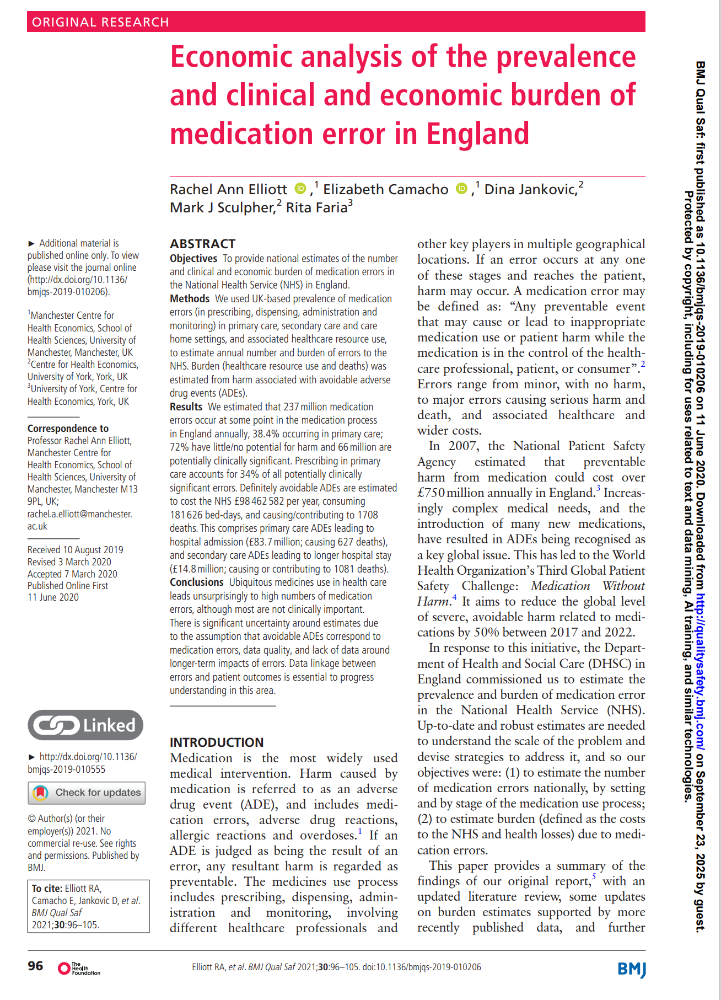 ORIGINAL RESEARCH
Economic analysis of the prevalence
and clinical and economic burden of
medication error in England
Rachel Ann Elliott iD ,1 Elizabeth Camacho iD ,1 Dina Jankovic,2
Mark J Sculpher,2 Rita Faria3
► Additional material is
published online only. To view
please visit the journal online
(http://dx.doi.org/10.1136/
bmjqs-2019-010206).
1Manchester Centre for
Health Economics, School of
Health Sciences, University of
Manchester, Manchester, UK
2Centre for Health Economics,
University of York, York, UK
3University of York, Centre for
Health Economics, York, UK
Correspondence to
Professor Rachel Ann Elliott,
Manchester Centre for
Health Economics, School of
Health Sciences, University of
Manchester, Manchester M13
9PL, UK;
rachel.a.elliott@manchester.
ac.uk
Received 10 August 2019
Revised 3 March 2020
Accepted 7 March 2020
Published Online First
11 June 2020
Linked
► http://dx.doi.org/10.1136/
bmjqs-2019-010555
Check for updates
© Author(s) (or their
employer(s)) 2021. No
commercial re-use. See rights
and permissions. Published by
BMJ.
To cite: Elliott RA,
Camacho E, Jankovic D, et al.
BMJ Qual Saf
2021;30:96–105.
ABSTRACT
Objectives To provide national estimates of the number
and clinical and economic burden of medication errors in
the National Health Service (NHS) in England.
Methods We used UK-based prevalence of medication
errors (in prescribing, dispensing, administration and
monitoring) in primary care, secondary care and care
home settings, and associated healthcare resource use,
to estimate annual number and burden of errors to the
NHS. Burden (healthcare resource use and deaths) was
estimated from harm associated with avoidable adverse
drug events (ADEs).
Results We estimated that 237 million medication
errors occur at some point in the medication process
in England annually, 38.4% occurring in primary care;
72% have little/no potential for harm and 66 million are
potentially clinically significant. Prescribing in primary
care accounts for 34% of all potentially clinically
significant errors. Definitely avoidable ADEs are estimated
to cost the NHS £98 462 582 per year, consuming
181 626 bed-days, and causing/contributing to 1708
deaths. This comprises primary care ADEs leading to
hospital admission (£83.7 million; causing 627 deaths),
and secondary care ADEs leading to longer hospital stay
(£14.8 million; causing or contributing to 1081 deaths).
Conclusions Ubiquitous medicines use in health care
leads unsurprisingly to high numbers of medication
errors, although most are not clinically important.
There is significant uncertainty around estimates due
to the assumption that avoidable ADEs correspond to
medication errors, data quality, and lack of data around
longer-term impacts of errors. Data linkage between
errors and patient outcomes is essential to progress
understanding in this area.
INTRODUCTION
Medication is the most widely used
medical intervention. Harm caused by
medication is referred to as an adverse
drug event (ADE), and includes medi-
cation errors, adverse drug reactions,
allergic reactions and overdoses.1 If an
ADE is judged as being the result of an
error, any resultant harm is regarded as
preventable. The medicines use process
includes prescribing, dispensing, admin-
istration and monitoring, involving
different healthcare professionals and
other key players in multiple geographical
locations. If an error occurs at any one
of these stages and reaches the patient,
harm may occur. A medication error may
be defined as: “Any preventable event
that may cause or lead to inappropriate
medication use or patient harm while the
medication is in the control of the health-
care professional, patient, or consumer”.2
Errors range from minor, with no harm,
to major errors causing serious harm and
death, and associated healthcare and
wider costs.
In 2007, the National Patient Safety
Agency estimated that preventable
harm from medication could cost over
£750 million annually in England.3 Increas-
ingly complex medical needs, and the
introduction of many new medications,
have resulted in ADEs being recognised as
a key global issue. This has led to the World
Health Organization’s Third Global Patient
Safety Challenge: Medication Without
Harm.4 It aims to reduce the global level
of severe, avoidable harm related to medi-
cations by 50% between 2017 and 2022.
In response to this initiative, the Depart-
ment of Health and Social Care (DHSC) in
England commissioned us to estimate the
prevalence and burden of medication error
in the National Health Service (NHS).
Up-to-date and robust estimates are needed
to understand the scale of the problem and
devise strategies to address it, and so our
objectives were: (1) to estimate the number
of medication errors nationally, by setting
and by stage of the medication use process;
(2) to estimate burden (defined as the costs
to the NHS and health losses) due to medi-
cation errors.
This paper provides a summary of the
findings of our original report,5 with an
updated literature review, some updates
on burden estimates supported by more
recently published data, and further
96
The
Health
Foundation
Elliott RA, et al. BMJ Qual Saf 2021;30:96–105. doi:10.1136/bmjqs-2019-010206
BMJ
BMJ Qual Saf: first published as 10.1136/bmjqs-2019-010206 on 11 June 2020. Downloaded from http://qualitysafety.bmj.com/ on September 23, 2025 by guest.
Protected by copyright, including for uses related to text and data mining, AI training, and similar technologies.